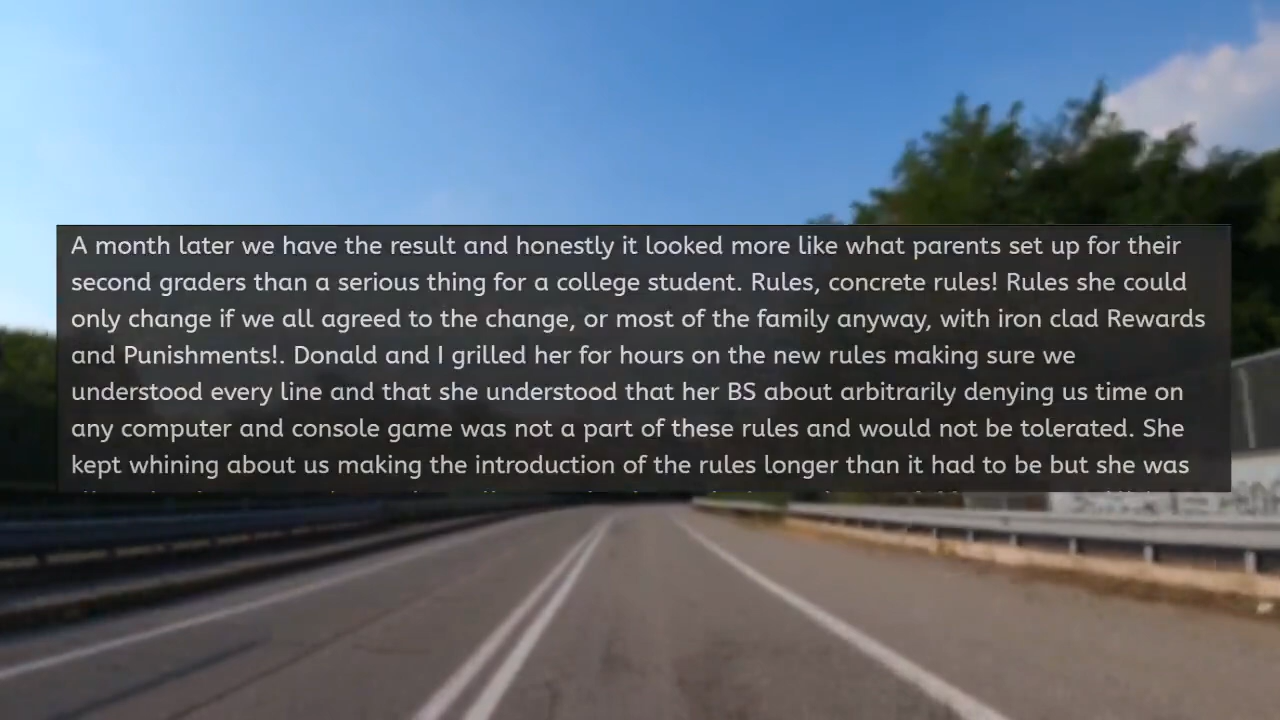 A month later we have the result and honestly it looked more like what parents set up for their
second graders than a serious thing for a college student. Rules, concrete rules! Rules she could
only change if we all agreed to the change, or most of the family anyway, with iron clad Rewards
and Punishments!. Donald and I grilled her for hours on the new rules making sure we
understood every line and that she understood that her BS about arbitrarily denying us time on
any computer and console game was not a part of these rules and would not be tolerated. She
kept whining about us making the introduction of the rules longer than it had to be but she was